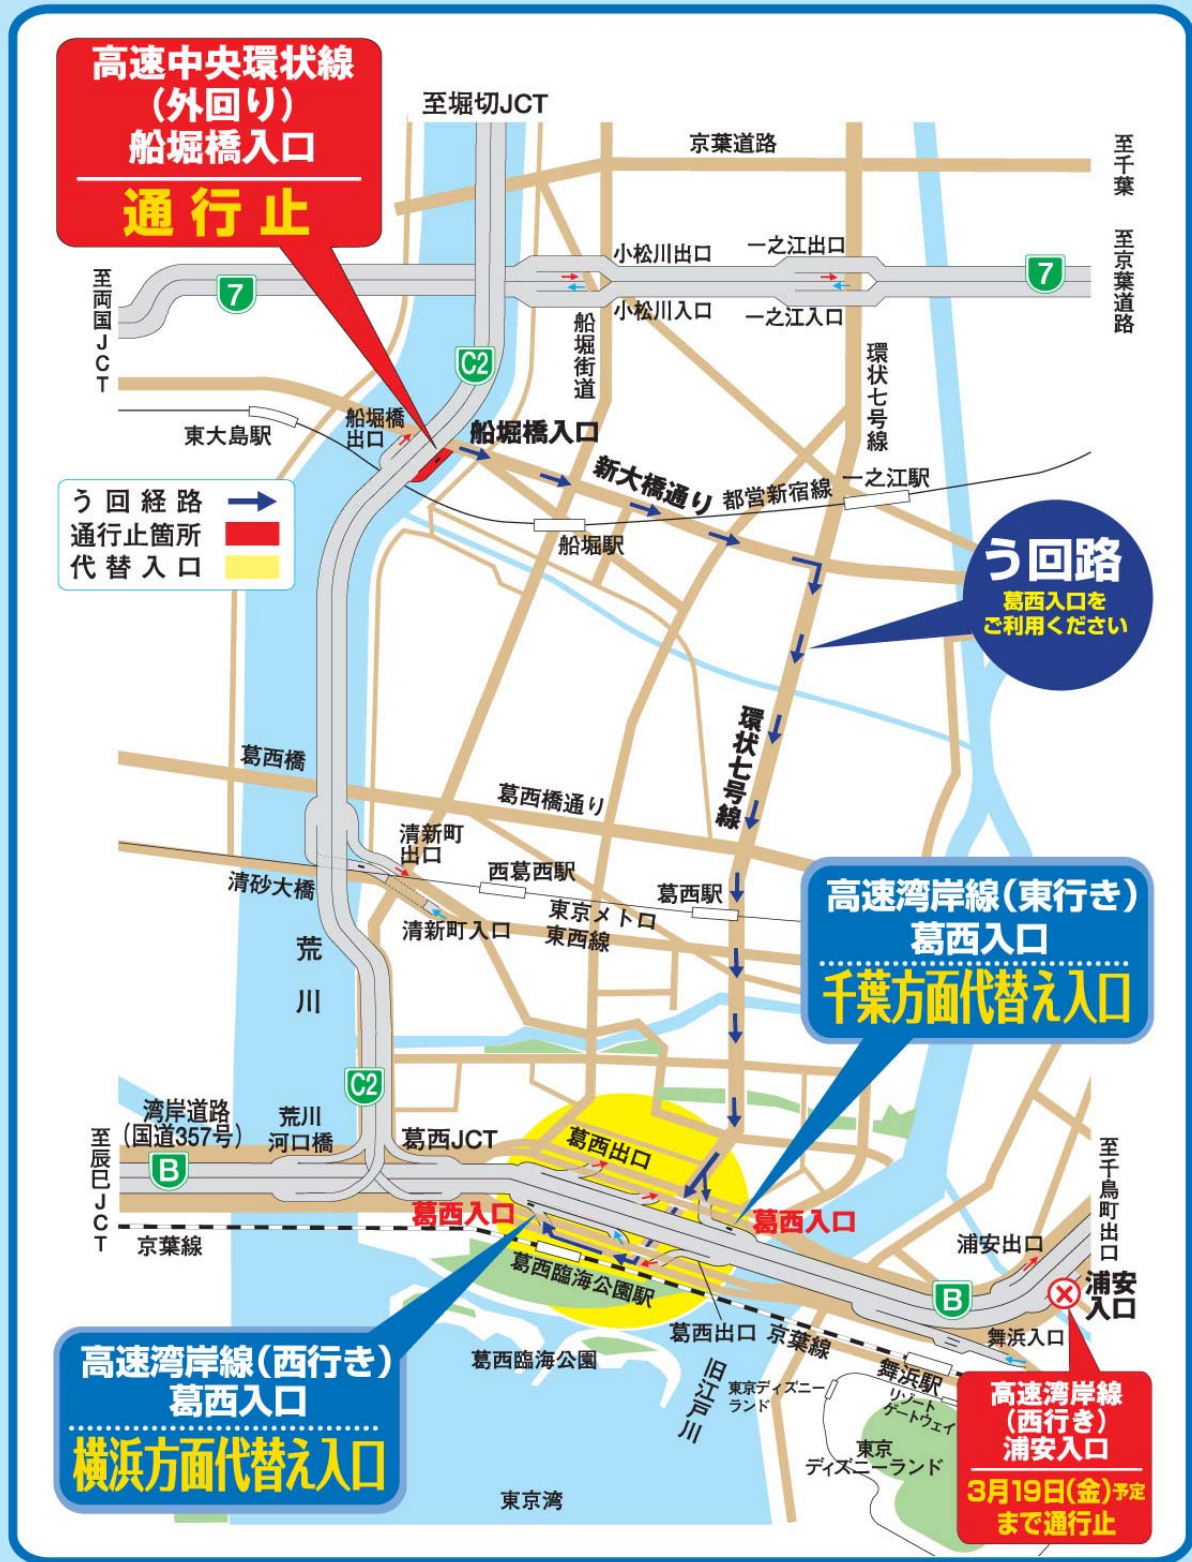 高速中央環状線
(外回り)
船堀橋入口
通行止
至堀切JCT
京葉道路
至千葉
至京葉道路
小松川出口
一之江出口
7
7
小松川入口
一之江入口
至両国JCT
船堀街道
環状七号線
C2
船堀橋
出口
東大島駅
船堀橋入口
新大橋通り
都営新宿線
一之江駅
船堀駅
う回経路
通行止箇所
代替入口
う回路
葛西入口を
ご利用ください
環状七号線
葛西橋
葛西橋通り
清新町
出口
西葛西駅
葛西駅
清砂大橋
清新町入口
東京メトロ
東西線
荒川
高速湾岸線(東行き)
葛西入口
千葉方面代替え入口
C2
湾岸道路
(国道357号)
荒川
河口橋
葛西JCT
葛西出口
至辰巳JCT
B
葛西入口
葛西入口
至千鳥町出口
京葉線
浦安出口
葛西臨海公園駅
B
浦安
入口
葛西出口
京葉線
舞浜入口
葛西臨海公園
旧江戸川
舞浜駅
東京ディズニー
ランド
リゾート
ゲートウェイ
東京
ディズニーランド
高速湾岸線(西行き)
葛西入口
横浜方面代替え入口
東京湾
高速湾岸線
(西行き)
浦安入口
3月19日(金)予定
まで通行止